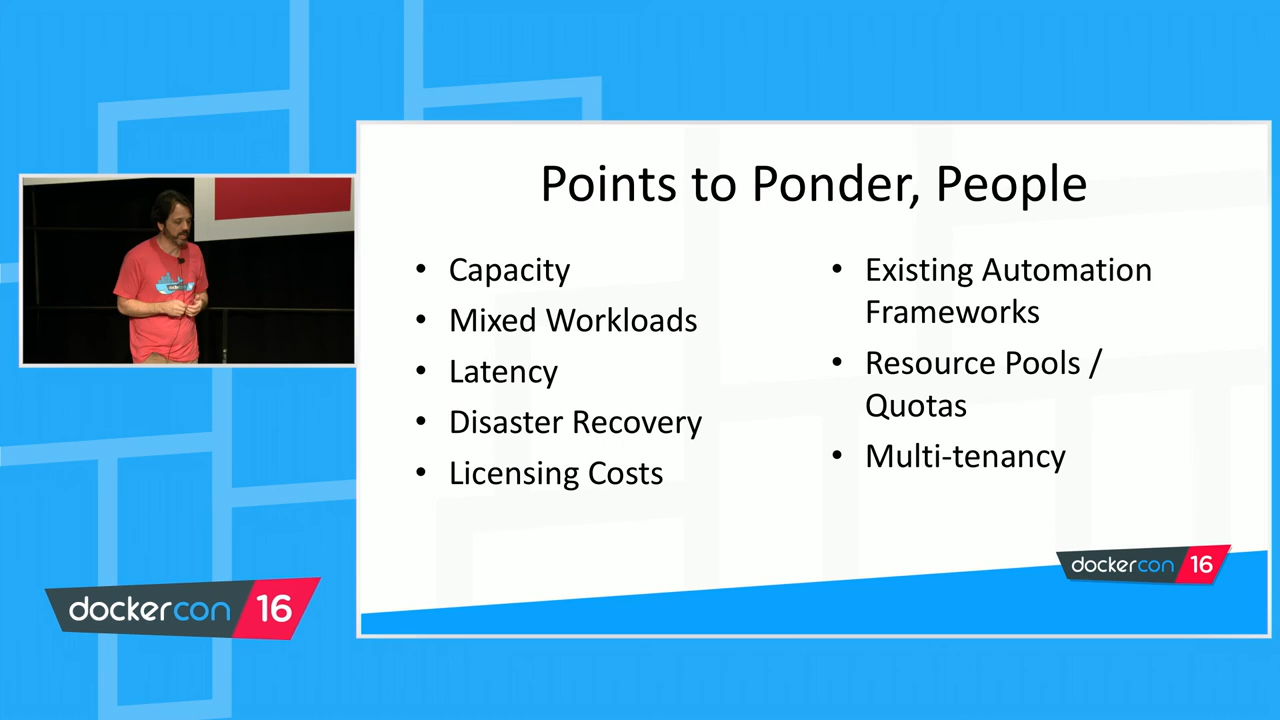 Points to Ponder, People
• Capacity
• Mixed Workloads
• Latency
• Disaster Recovery
• Licensing Costs
• Existing Automation
Frameworks
• Resource Pools /
Quotas
• Multi-tenancy
dockercon 16
dockercon 16